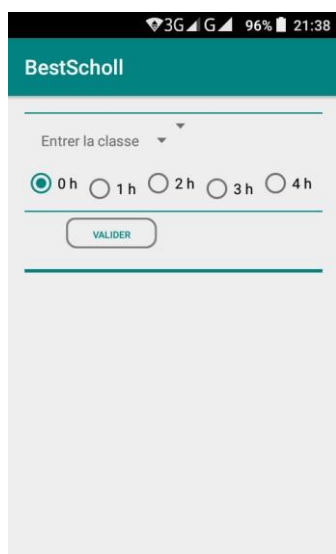 3G G 96% 21:38
BestScholl
Entrer la classe
0 h 1 h 2 h 3 h 4 h
VALIDER